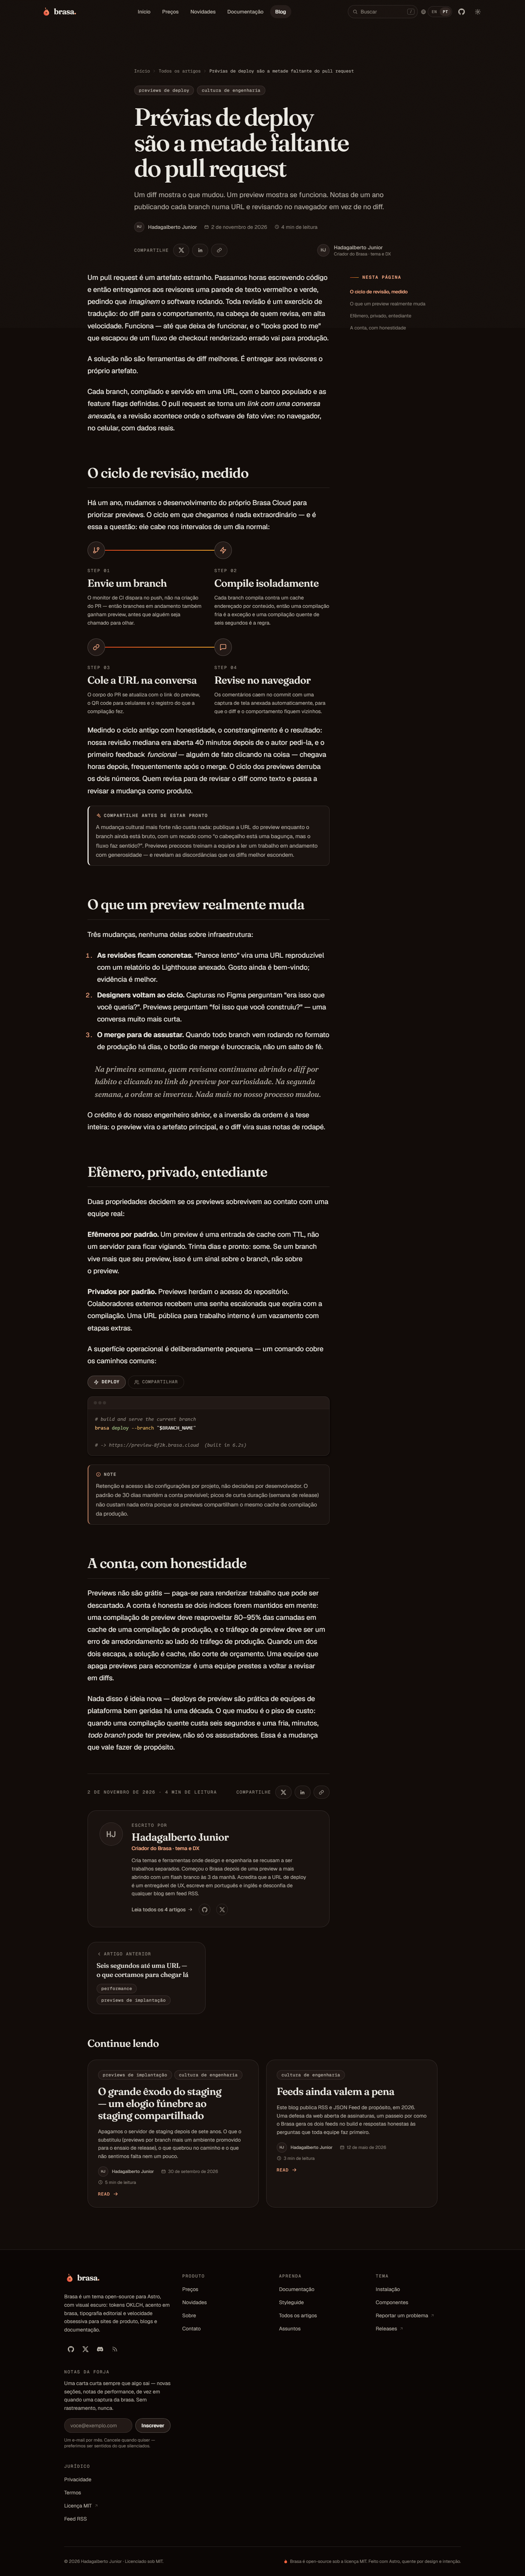 brasa.
Início
Preços
Novidades
Documentação
Blog
Buscar
/
EN
PT
Início
Todos os artigos
Prévias de deploy são a metade faltante do pull request
previews de deploy
cultura de engenharia
Prévias de deploy
são a metade faltante
do pull request
Um diff mostra o que mudou. Um preview mostra se funciona. Notas de um ano
publicando cada branch numa URL e revisando no navegador em vez de no diff.
HJ
Hadagalberto Junior
2 de novembro de 2026
4 min de leitura
COMPARTILHE
HJ
Hadagalberto Junior
Criador do Brasa · tema e DX
Um pull request é um artefato estranho. Passamos horas escrevendo código
e então entregamos aos revisores uma parede de texto vermelho e verde,
pedindo que imaginem o software rodando. Toda revisão é um exercício de
tradução: do diff para o comportamento, na cabeça de quem revisa, em alta
velocidade. Funciona — até que deixa de funcionar, e o "looks good to me"
que escapou de um fluxo de checkout renderizado errado vai para produção.
A solução não são ferramentas de diff melhores. É entregar aos revisores o
próprio artefato.
Cada branch, compilado e servido em uma URL, com o banco populado e as
feature flags definidas. O pull request se torna um link com uma conversa
anexada, e a revisão acontece onde o software de fato vive: no navegador,
no celular, com dados reais.
NESTA PÁGINA
O ciclo de revisão, medido
O que um preview realmente muda
Efêmero, privado, entediante
A conta, com honestidade
O ciclo de revisão, medido
Há um ano, mudamos o desenvolvimento do próprio Brasa Cloud para
priorizar previews. O ciclo em que chegamos é nada extraordinário — e é
essa a questão: ele cabe nos intervalos de um dia normal:
STEP 01
Envie um branch
O monitor de CI dispara no push, não na criação
do PR — então branches em andamento também
ganham preview, antes que alguém seja
chamado para olhar.
STEP 02
Compile isoladamente
Cada branch compila contra um cache
endereçado por conteúdo, então uma compilação
fria é a exceção e uma compilação quente de
seis segundos é a regra.
STEP 03
Cole a URL na conversa
O corpo do PR se atualiza com o link do preview,
o QR code para celulares e o registro do que a
compilação fez.
STEP 04
Revise no navegador
Os comentários caem no commit com uma
captura de tela anexada automaticamente, para
que o diff e o comportamento fiquem vizinhos.
Medindo o ciclo antigo com honestidade, o constrangimento é o resultado:
nossa revisão mediana era aberta 40 minutos depois de o autor pedi-la, e o
primeiro feedback funcional — alguém de fato clicando na coisa — chegava
horas depois, frequentemente após o merge. O ciclo dos previews derruba
os dois números. Quem revisa para de revisar o diff como texto e passa a
revisar a mudança como produto.
COMPARTILHE ANTES DE ESTAR PRONTO
A mudança cultural mais forte não custa nada: publique a URL do preview enquanto o
branch ainda está bruto, com um recado como "o cabeçalho está uma bagunça, mas o
fluxo faz sentido?". Previews precoces treinam a equipe a ler um trabalho em andamento
com generosidade — e revelam as discordâncias que os diffs melhor escondem.
O que um preview realmente muda
Três mudanças, nenhuma delas sobre infraestrutura:
1. As revisões ficam concretas. "Parece lento" vira uma URL reproduzível
com um relatório do Lighthouse anexado. Gosto ainda é bem-vindo;
evidência é melhor.
2. Designers voltam ao ciclo. Capturas no Figma perguntam "era isso que
você queria?". Previews perguntam "foi isso que você construiu?" — uma
conversa muito mais curta.
3. O merge para de assustar. Quando todo branch vem rodando no formato
de produção há dias, o botão de merge é burocracia, não um salto de fé.
Na primeira semana, quem revisava continuava abrindo o diff por
hábito e clicando no link do preview por curiosidade. Na segunda
semana, a ordem se inverteu. Nada mais no nosso processo mudou.
O crédito é do nosso engenheiro sênior, e a inversão da ordem é a tese
inteira: o preview vira o artefato principal, e o diff vira suas notas de rodapé.
Efêmero, privado, entediante
Duas propriedades decidem se os previews sobrevivem ao contato com uma
equipe real:
Efêmeros por padrão. Um preview é uma entrada de cache com TTL, não
um servidor para ficar vigiando. Trinta dias e pronto: some. Se um branch
vive mais que seu preview, isso é um sinal sobre o branch, não sobre
o preview.
Privados por padrão. Previews herdam o acesso do repositório.
Colaboradores externos recebem uma senha escalonada que expira com a
compilação. Uma URL pública para trabalho interno é um vazamento com
etapas extras.
A superfície operacional é deliberadamente pequena — um comando cobre
os caminhos comuns:
DEPLOY
COMPARTILHAR
# build and serve the current branch
brasa deploy --branch "$BRANCH_NAME"
# → https://preview-8f2k.brasa.cloud (built in 6.2s)
NOTE
Retenção e acesso são configurações por projeto, não decisões por desenvolvedor. O
padrão de 30 dias mantém a conta previsível; picos de curta duração (semana de release)
não custam nada extra porque os previews compartilham o mesmo cache de compilação
da produção.
A conta, com honestidade
Previews não são grátis — paga-se para renderizar trabalho que pode ser
descartado. A conta é honesta se dois índices forem mantidos em mente:
uma compilação de preview deve reaproveitar 80–95% das camadas em
cache de uma compilação de produção, e o tráfego de preview deve ser um
erro de arredondamento ao lado do tráfego de produção. Quando um dos
dois escapa, a solução é cache, não corte de orçamento. Uma equipe que
apaga previews para economizar é uma equipe prestes a voltar a revisar
em diffs.
Nada disso é ideia nova — deploys de preview são prática de equipes de
plataforma bem geridas há uma década. O que mudou é o piso de custo:
quando uma compilação quente custa seis segundos e uma fria, minutos,
todo branch pode ter preview, não só os assustadores. Essa é a mudança
que vale fazer de propósito.
2 DE NOVEMBRO DE 2026 · 4 MIN DE LEITURA
COMPARTILHE
HJ
ESCRITO POR
Hadagalberto Junior
Criador do Brasa · tema e DX
Cria temas e ferramentas onde design e engenharia se recusam a ser
trabalhos separados. Começou o Brasa depois de uma preview a mais
abrindo com um flash branco às 3 da manhã. Acredita que a URL de deploy
é um entregável de UX, escreve em português e inglês e desconfia de
qualquer blog sem feed RSS.
Leia todos os 4 artigos →
ARTIGO ANTERIOR
Seis segundos até uma URL —
o que cortamos para chegar lá
performance
previews de implantação
Continue lendo
previews de implantação
cultura de engenharia
O grande êxodo do staging
— um elogio fúnebre ao
staging compartilhado
Apagamos o servidor de staging depois de sete anos. O que o
substituiu (previews por branch mais um ambiente promovido
para o ensaio de release), o que quebrou no caminho e o que
não sentimos falta nem um pouco.
HJ
Hadagalberto Junior
30 de setembro de 2026
5 min de leitura
READ →
cultura de engenharia
Feeds ainda valem a pena
Este blog publica RSS e JSON Feed de propósito, em 2026.
Uma defesa da web aberta de assinaturas, um passeio por como
o Brasa gera os dois feeds no build e respostas honestas às
perguntas que toda equipe faz primeiro.
HJ
Hadagalberto Junior
12 de maio de 2026
3 min de leitura
READ →
brasa.
Brasa é um tema open-source para Astro,
com visual escuro: tokens OKLCH, acento em
brasa, tipografia editorial e velocidade
obsessiva para sites de produto, blogs e
documentação.
PRODUTO
Preços
Novidades
Sobre
Contato
APRENDA
Documentação
Styleguide
Todos os artigos
Assuntos
TEMA
Instalação
Componentes
Reportar um problema
Releases
NOTAS DA FORJA
Uma carta curta sempre que algo sai — novas
seções, notas de performance, de vez em
quando uma captura da brasa. Sem
rastreamento, nunca.
voce@exemplo.com
Inscrever
Um e-mail por mês. Cancele quando quiser —
preferimos ser sentidos do que silenciados.
JURÍDICO
Privacidade
Termos
Licença MIT
Feed RSS
© 2026 Hadagalberto Junior · Licenciado sob MIT.
Brasa é open-source sob a licença MIT. Feito com Astro, quente por design e intenção.